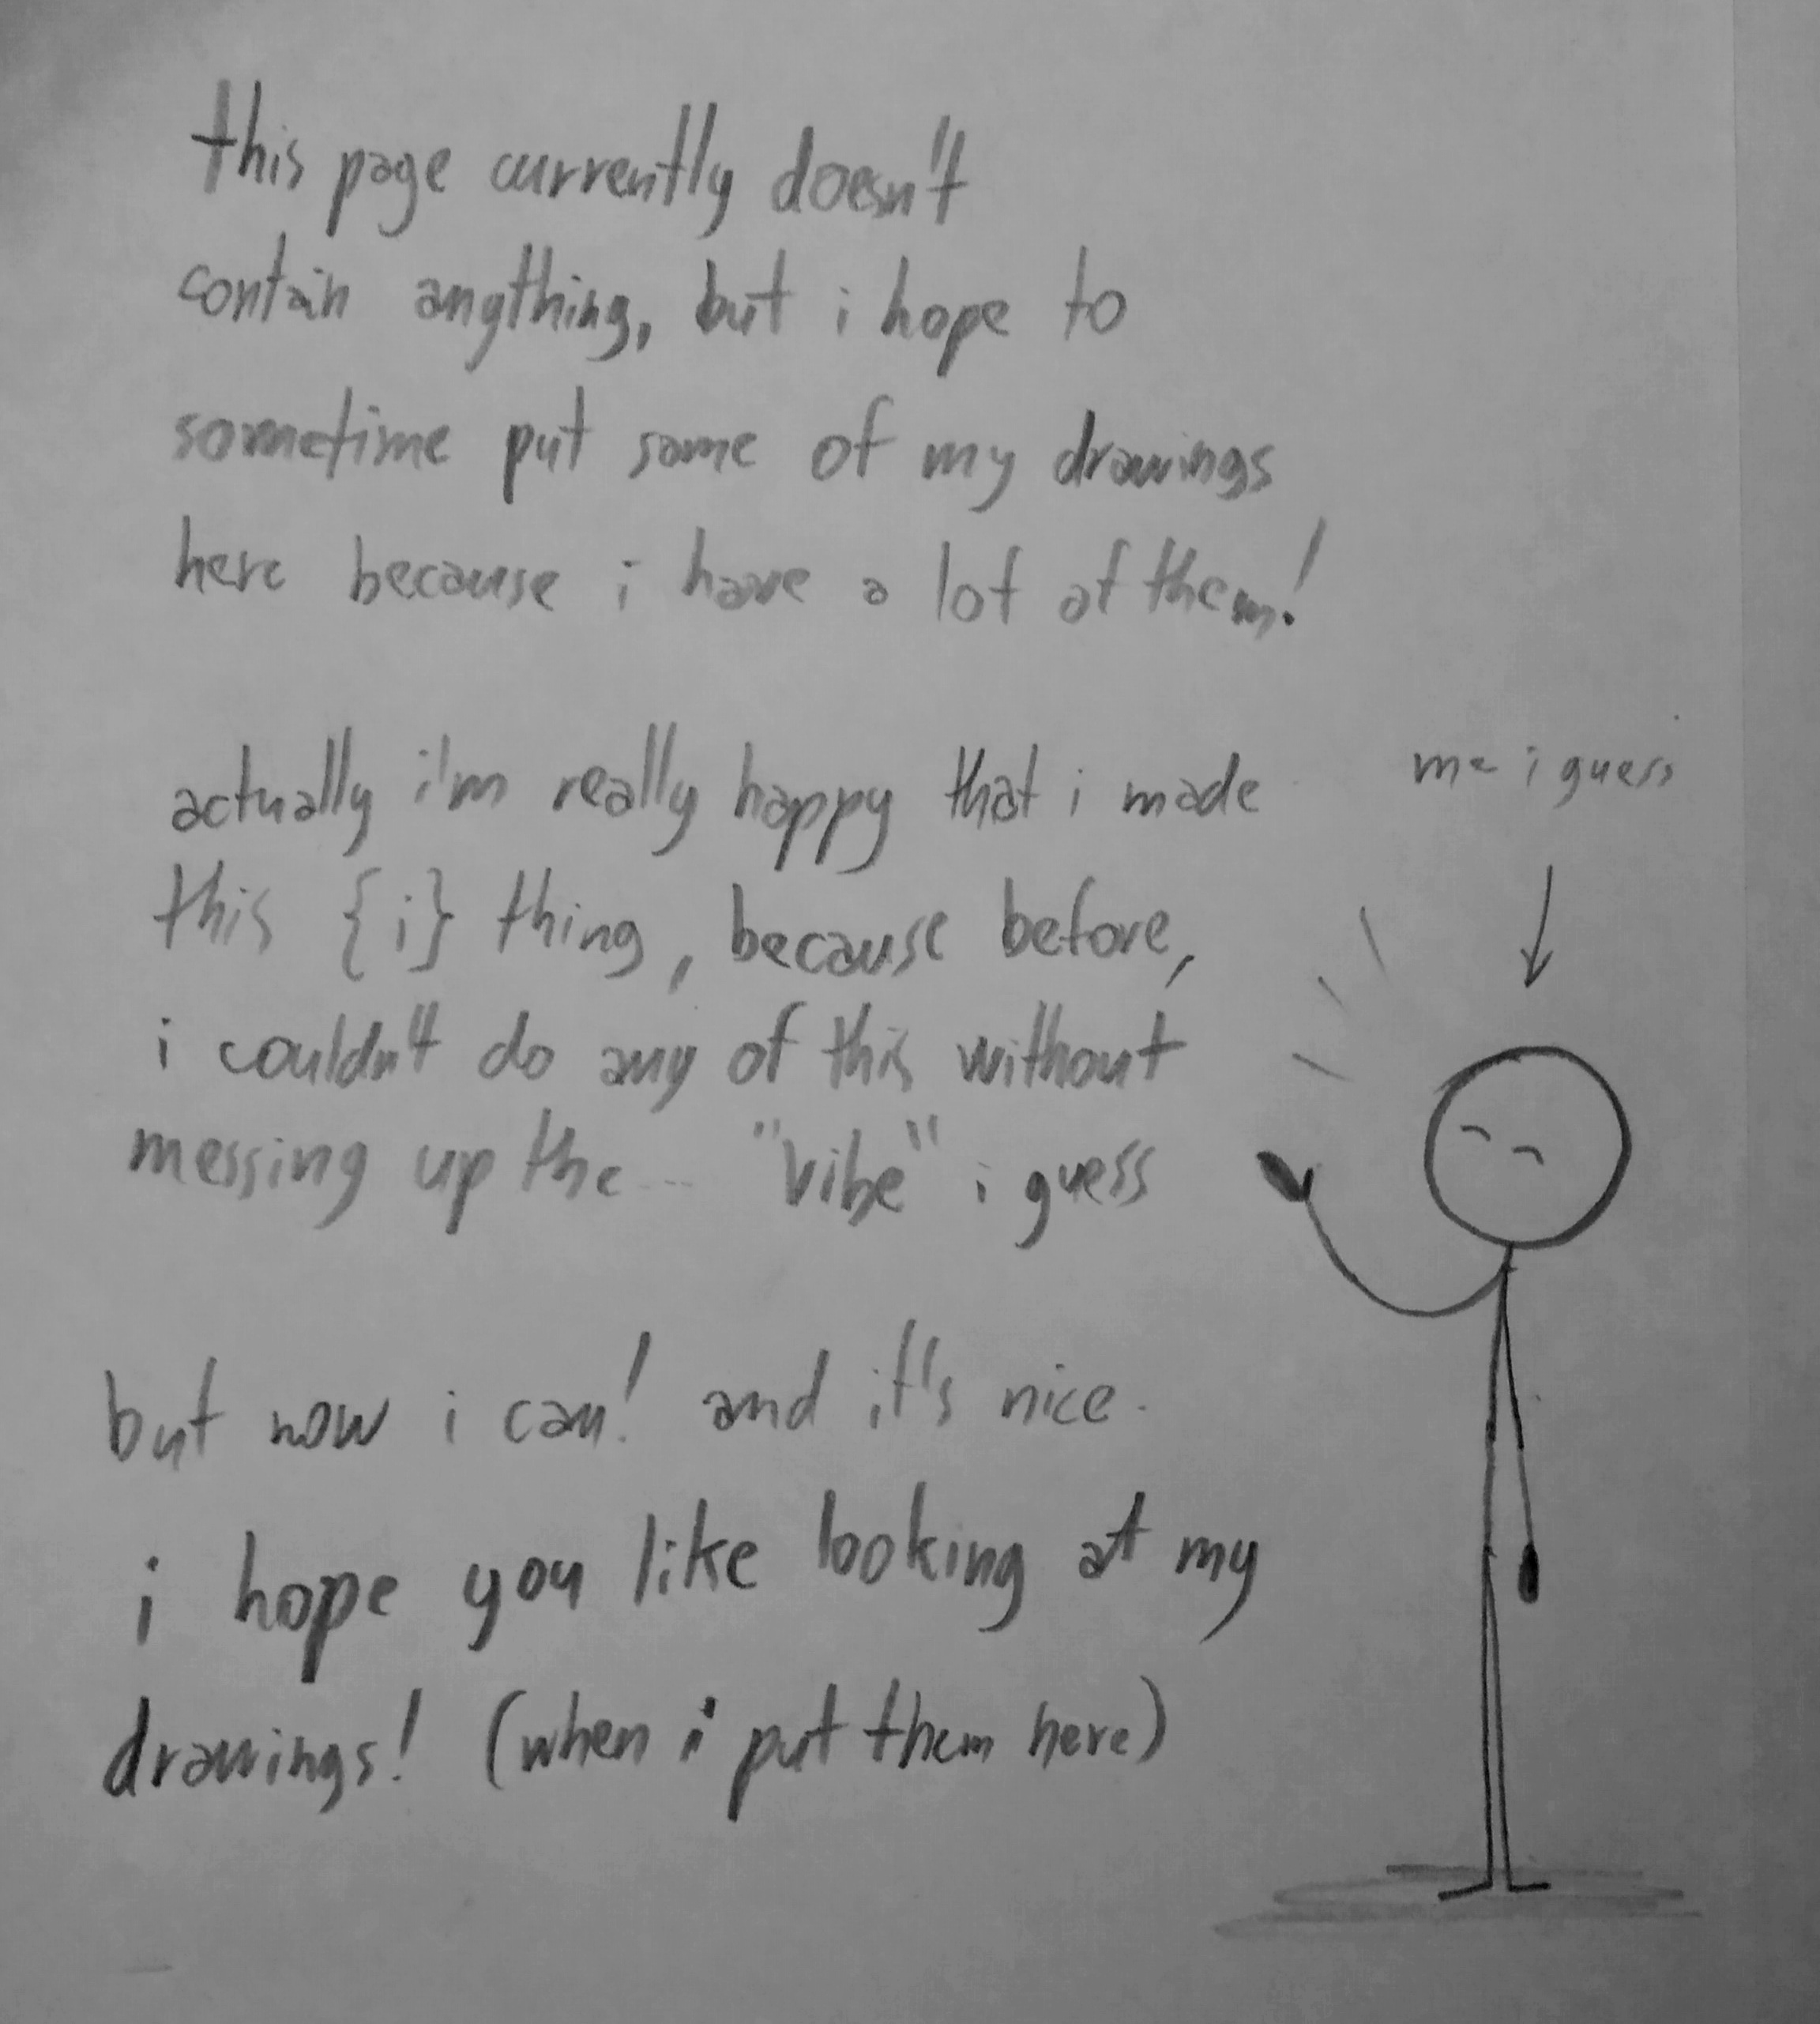 this page currently doesn't
contain angthing, but i hope to
sometime put some of my drawings
here because i have a lot of them!
actually i'm really happy that i made
this {i} thing, because before,
i couldn't do any of this without
messing up the... "vibe" i guess
me i guess
but now i can! and it's nice.
i hope you like looking at my
drawings! (when i put them here)